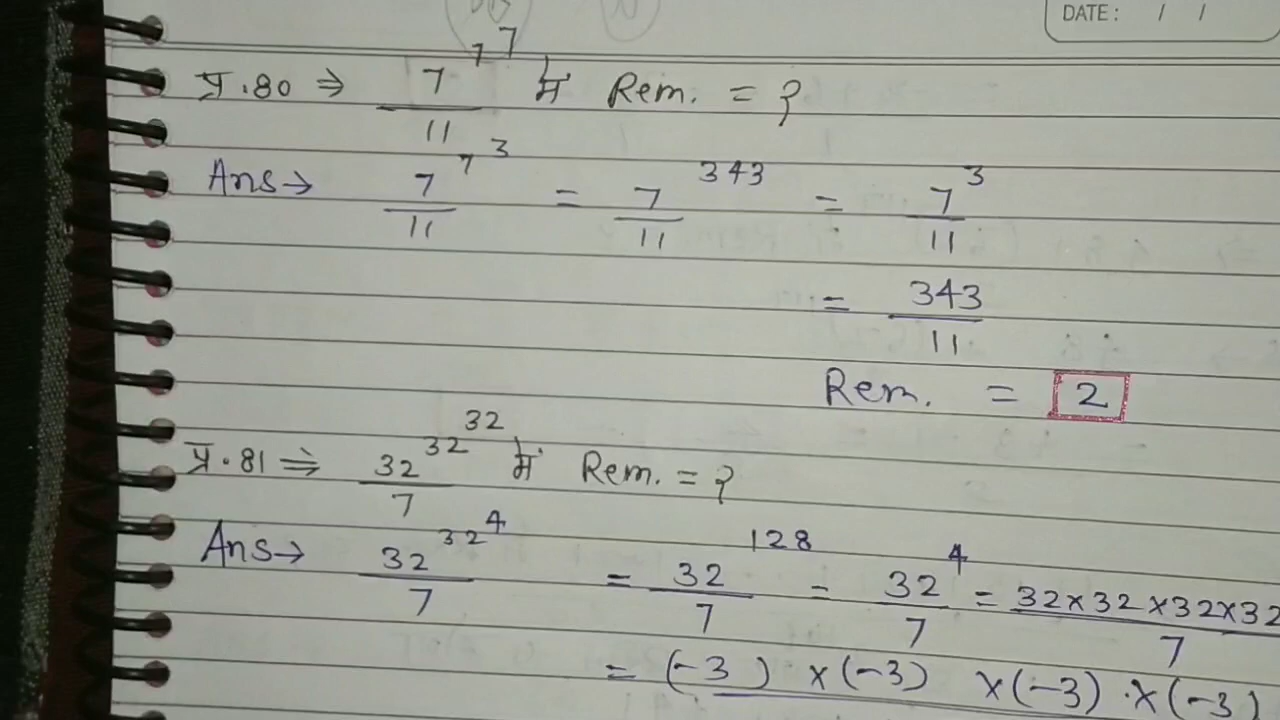 DATE: / /
प्र.80 ⇒ 7^7^7/11 में Rem. = ?
Ans→ 7^7^3/11 = 7^343/11 = 7^3/11
= 343/11
Rem. = 2
प्र.81 ⇒ 32^32^32/7 में Rem. = ?
Ans→ 32^32^4/7 = 32^128/7 = 32^4/7 = 32×32×32×32/7
= (-3) ×(-3) ×(-3) ×(-3)